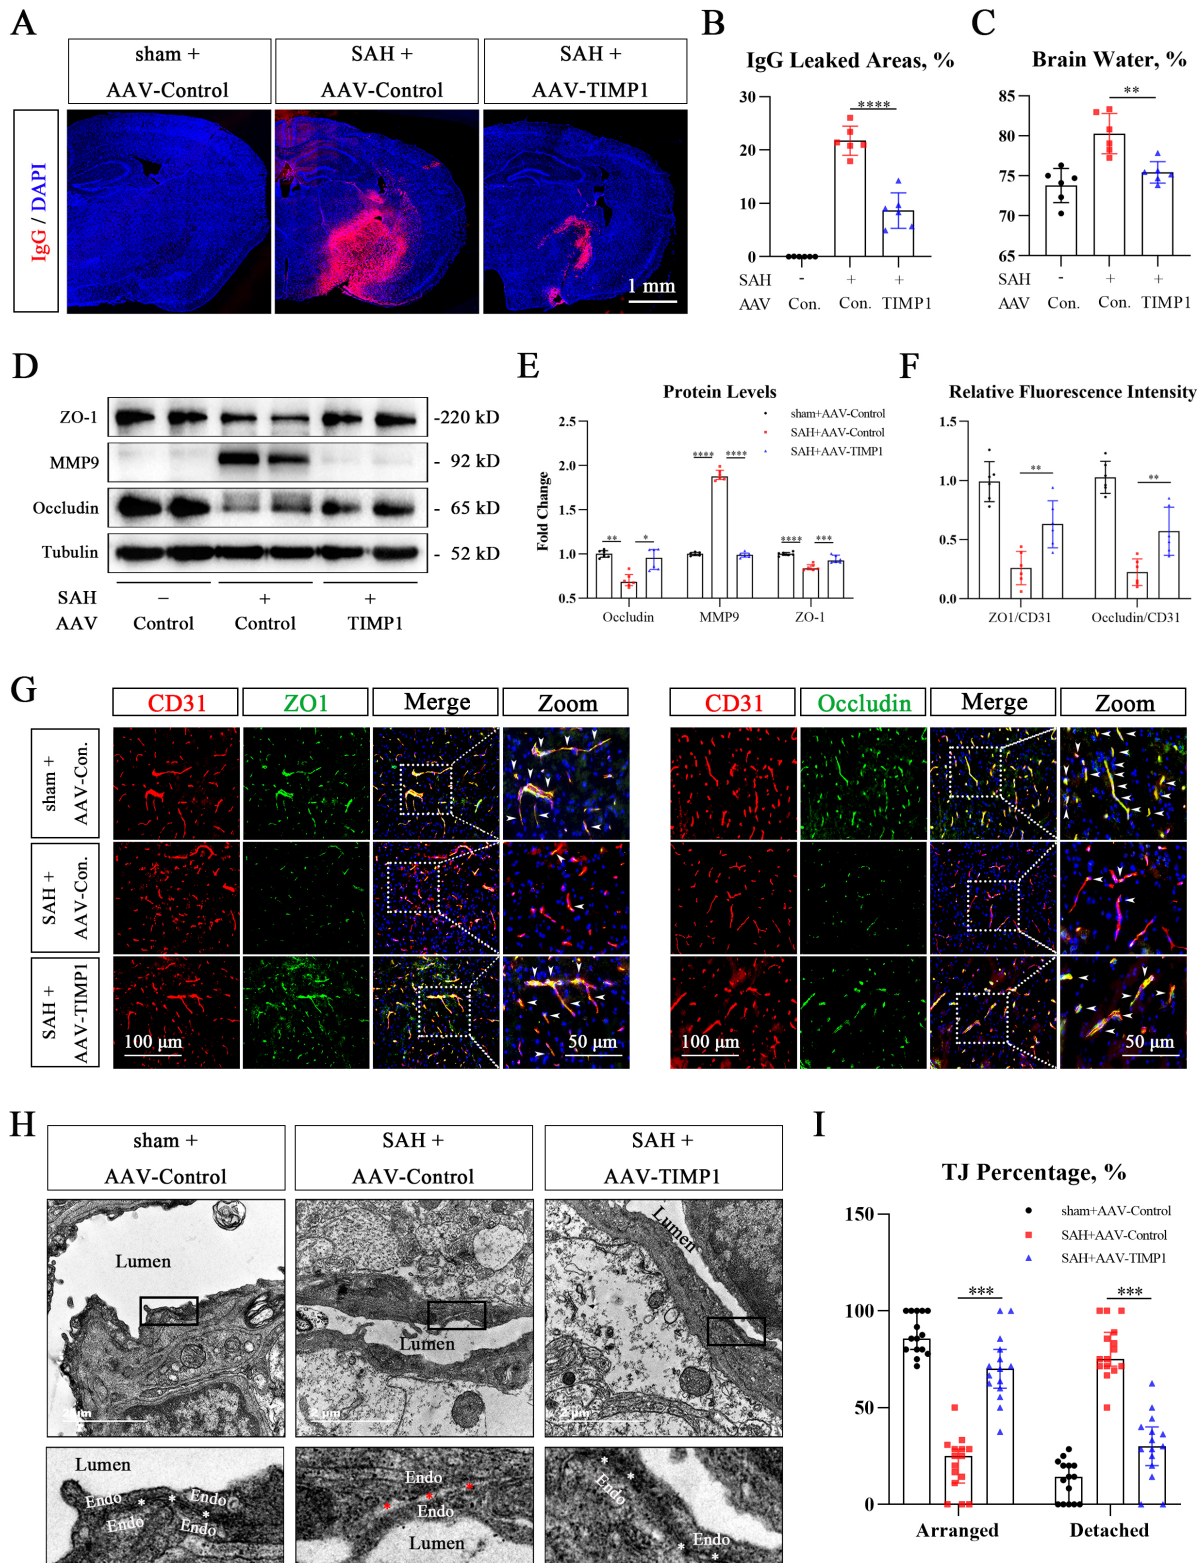 A
sham +
AAV-Control
SAH +
AAV-Control
SAH +
AAV-TIMP1
IgG / DAPI
1 mm
B
IgG Leaked Areas, %
****
30
20
10
0
SAH - + +
AAV Con. Con. TIMP1
C
Brain Water, %
**
85
80
75
70
65
SAH - + +
AAV Con. Con. TIMP1
D
ZO-1
-220 kD
MMP9
- 92 kD
Occludin
- 65 kD
Tubulin
- 52 kD
SAH − + +
AAV Control Control TIMP1
E
Protein Levels
sham+AAV-Control
SAH+AAV-Control
SAH+AAV-TIMP1
Fold Change
2.5
2.0
1.5
1.0
0.5
** * **** **** **** ***
Occludin MMP9 ZO-1
F
Relative Fluorescence Intensity
1.5
1.0
0.5
0.0
** **
ZO1/CD31 Occludin/CD31
G
CD31 ZO1 Merge Zoom
CD31 Occludin Merge Zoom
sham +
AAV-Con.
SAH +
AAV-Con.
SAH +
AAV-TIMP1
100 μm
50 μm
100 μm
50 μm
H
sham +
AAV-Control
SAH +
AAV-Control
SAH +
AAV-TIMP1
Lumen
Lumen
Lumen
Lumen
Endo
Endo
Endo
Endo
* * *
Endo
Endo
Lumen
* * *
Endo
Endo
* * * *
I
TJ Percentage, %
sham+AAV-Control
SAH+AAV-Control
SAH+AAV-TIMP1
150
100
50
0
*** ***
Arranged Detached